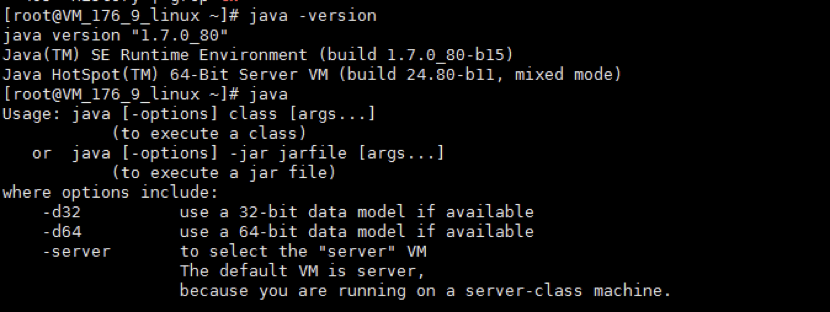 [root@VM_176_9_linux ~]# java -version
java version "1.7.0_80"
Java(TM) SE Runtime Environment (build 1.7.0_80-b15)
Java HotSpot(TM) 64-Bit Server VM (build 24.80-b11, mixed mode)
[root@VM_176_9_linux ~]# java
Usage: java [-options] class [args...]
           (to execute a class)
   or  java [-options] -jar jarfile [args...]
           (to execute a jar file)
where options include:
    -d32          use a 32-bit data model if available
    -d64          use a 64-bit data model if available
    -server       to select the "server" VM
                  The default VM is server,
                  because you are running on a server-class machine.